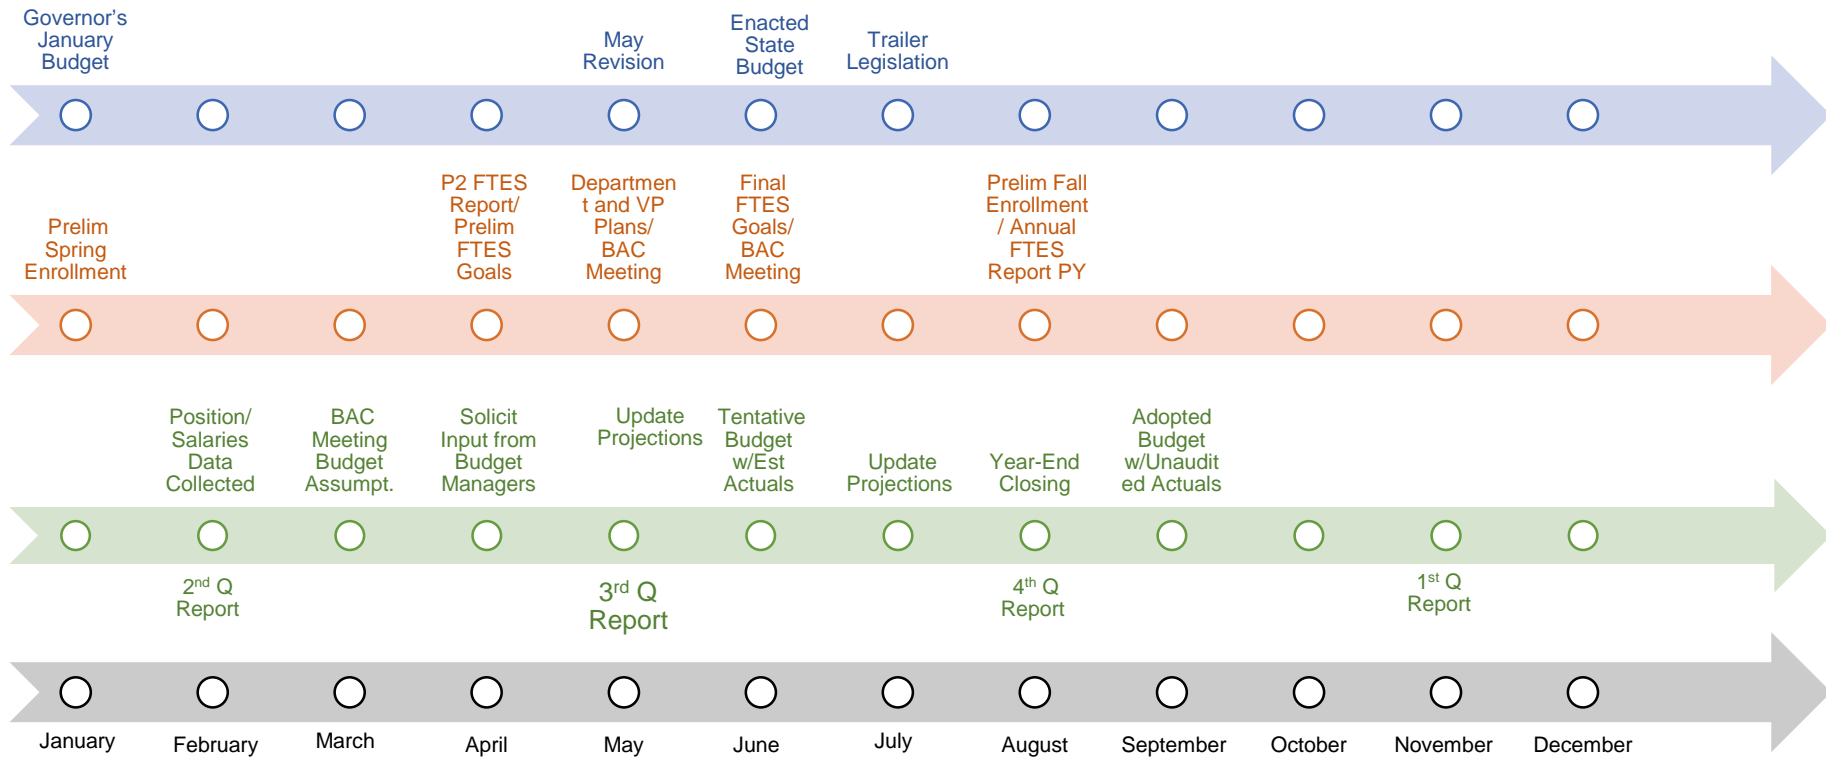 Governor's
January
Budget
May
Revision
Enacted
State
Budget
Trailer
Legislation
Prelim
Spring
Enrollment
P2 FTES
Report/
Prelim
FTES
Goals
Departmen
t and VP
Plans/
BAC
Meeting
Final
FTES
Goals/
BAC
Meeting
Prelim Fall
Enrollment
/ Annual
FTES
Report PY
Position/
Salaries
Data
Collected
BAC
Meeting
Budget
Assumpt.
Solicit
Input from
Budget
Managers
Update
Projections
Tentative
Budget
w/Est
Actuals
Update
Projections
Year-End
Closing
Adopted
Budget
w/Unaudit
ed Actuals
2nd Q
Report
3rd Q
Report
4th Q
Report
1st Q
Report
January
February
March
April
May
June
July
August
September
October
November
December